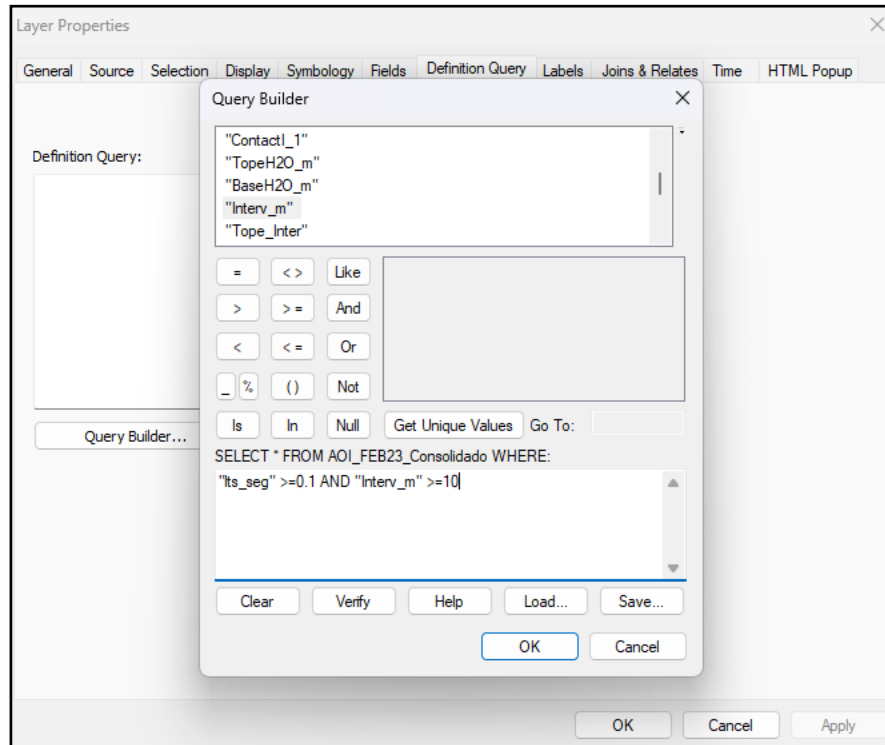 Layer Properties
General Source Selection Display Symbology Fields Definition Query Labels Joins & Relates Time HTML Popup
Query Builder
"ContactI_1"
"TopeH2O_m"
"BaseH2O_m"
"Interv_m"
"Tope_Inter"
Definition Query:
= < > Like
> > = And
< < = Or
_ % ( ) Not
Is In Null Get Unique Values Go To:
Query Builder...
SELECT * FROM AOI_FEB23_Consolidado WHERE:
"lts_seg" >=0.1 AND "Interv_m" >=10
Clear Verify Help Load... Save...
OK Cancel
OK Cancel Apply